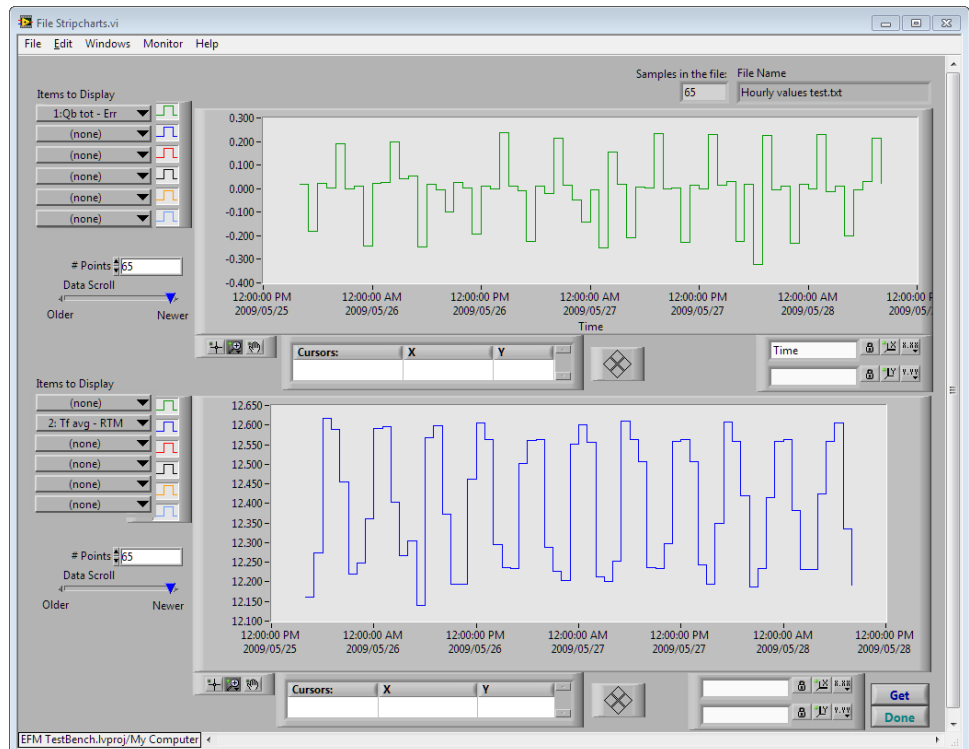 File Stripcharts.vi
File Edit Windows Monitor Help
Samples in the file: File Name
65 Hourly values test.txt
Items to Display
1:Qb tot - Err
(none)
(none)
(none)
(none)
(none)
# Points 65
Data Scroll
Older Newer
0.300
0.200
0.100
0.000
-0.100
-0.200
-0.300
-0.400
12:00:00 PM 12:00:00 AM 12:00:00 PM 12:00:00 AM 12:00:00 PM 12:00:00 AM 12:00:00 P
2009/05/25 2009/05/26 2009/05/26 2009/05/27 2009/05/27 2009/05/28 2009/05/
Time
Cursors: X Y
Time
X.XX
Y.YY
Items to Display
(none)
2: Tf avg - RTM
(none)
(none)
(none)
(none)
# Points 65
Data Scroll
Older Newer
12.650
12.600
12.550
12.500
12.450
12.400
12.350
12.300
12.250
12.200
12.150
12.100
12:00:00 PM 12:00:00 AM 12:00:00 PM 12:00:00 AM 12:00:00 PM 12:00:00 AM 12:00:00 PM
2009/05/25 2009/05/26 2009/05/26 2009/05/27 2009/05/27 2009/05/28 2009/05/28
Cursors: X Y
X.XX
Y.YY
Get
Done
EFM TestBench.lvproj/My Computer